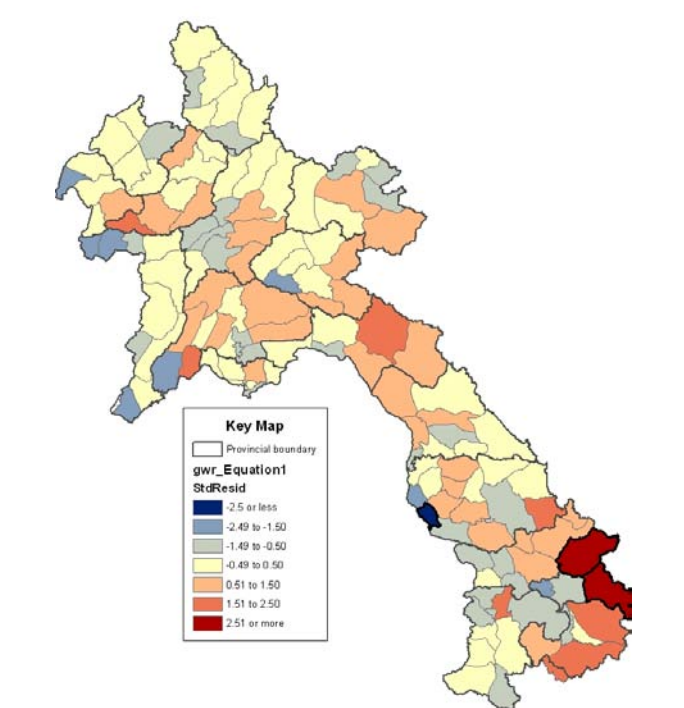 Key Map
Provincial boundary
gwr_Equation1
StdResid
-2.5 or less
-2.49 to -1.50
-1.49 to -0.50
-0.49 to 0.50
0.51 to 1.50
1.51 to 2.50
2.51 or more